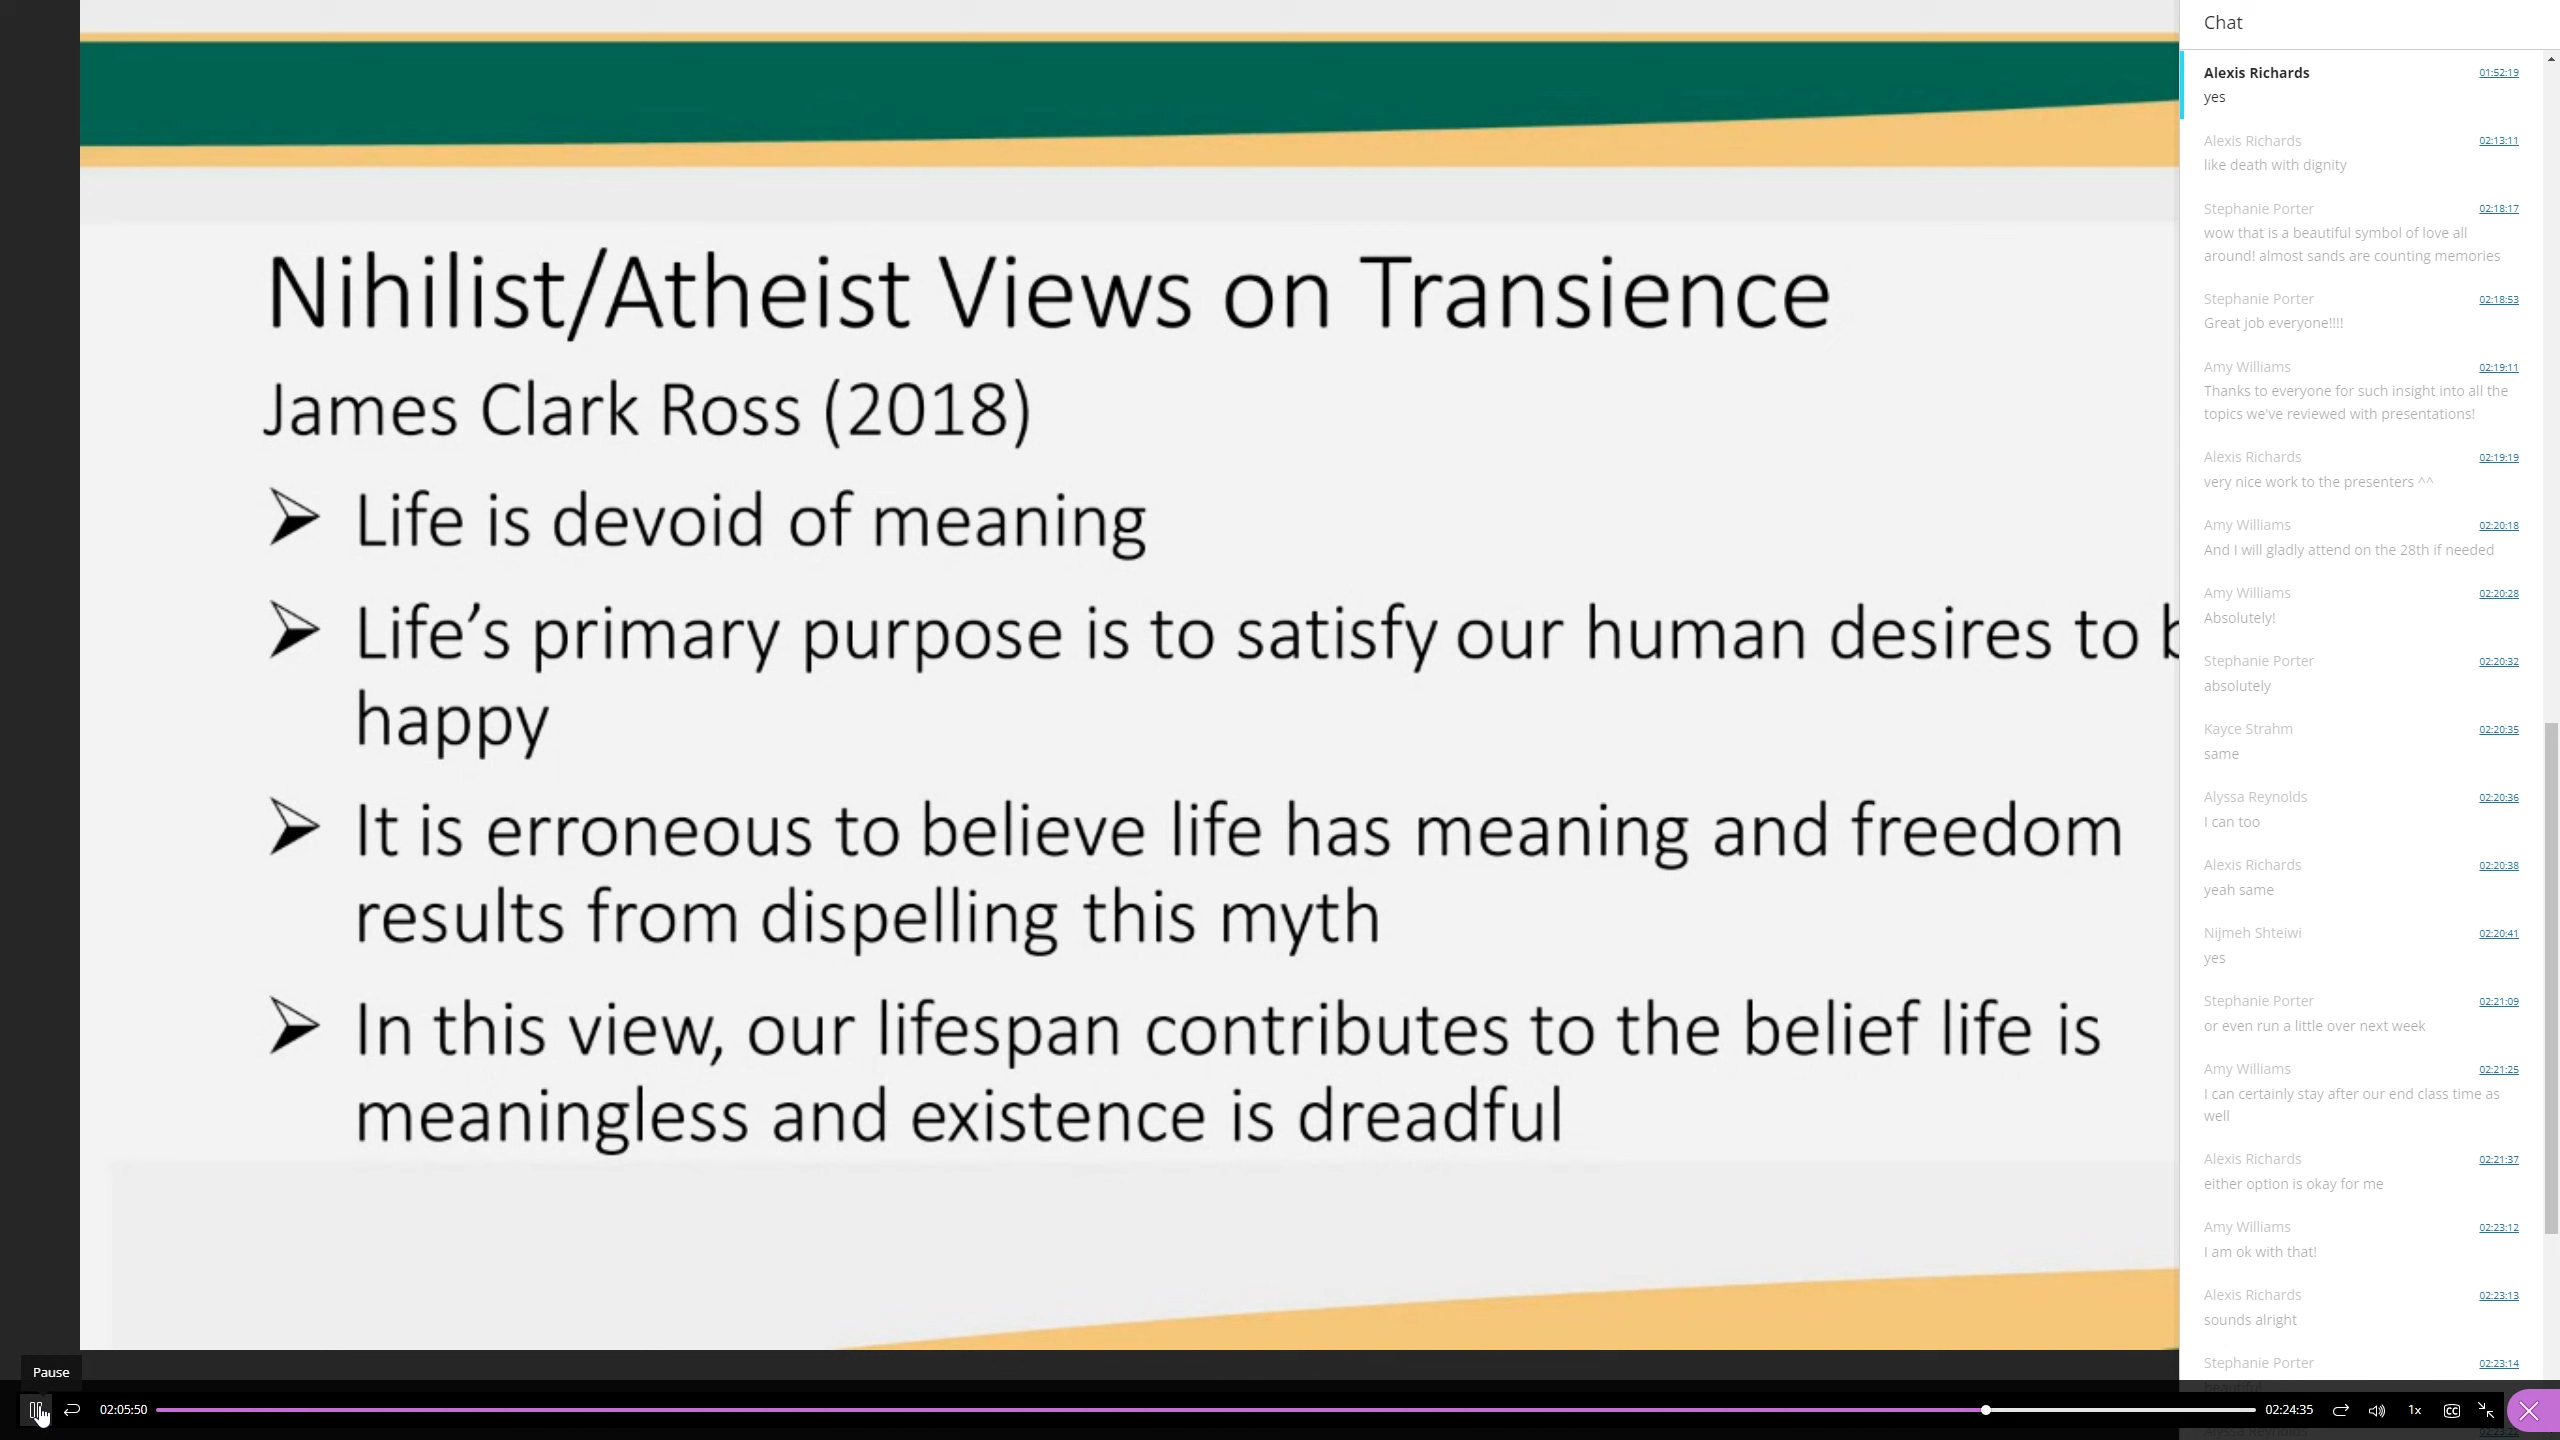 Nihilist/Atheist Views on Transience
James Clark Ross (2018)
➢ Life is devoid of meaning
➢ Life’s primary purpose is to satisfy our human desires to
happy
➢ It is erroneous to believe life has meaning and freedom
results from dispelling this myth
➢ In this view, our lifespan contributes to the belief life is
meaningless and existence is dreadful
Chat
Alexis Richards 01:52:19
yes
Alexis Richards 02:13:11
like death with dignity
Stephanie Porter 02:18:17
wow that is a beautiful symbol of love all
around! almost sands are counting memories
Stephanie Porter 02:18:53
Great job everyone!!!!
Amy Williams 02:19:11
Thanks to everyone for such insight into all the
topics we've reviewed with presentations!
Alexis Richards 02:19:19
very nice work to the presenters ^^
Amy Williams 02:20:18
And I will gladly attend on the 28th if needed
Amy Williams 02:20:28
Absolutely!
Stephanie Porter 02:20:32
absolutely
Kayce Strahm 02:20:35
same
Alyssa Reynolds 02:20:36
I can too
Alexis Richards 02:20:38
yeah same
Nijmeh Shteiwi 02:20:41
yes
Stephanie Porter 02:21:09
or even run a little over next week
Amy Williams 02:21:25
I can certainly stay after our end class time as
well
Alexis Richards 02:21:37
either option is okay for me
Amy Williams 02:23:12
I am ok with that!
Alexis Richards 02:23:13
sounds alright
Stephanie Porter 02:23:14
Pause
02:05:50 02:24:35 1x CC